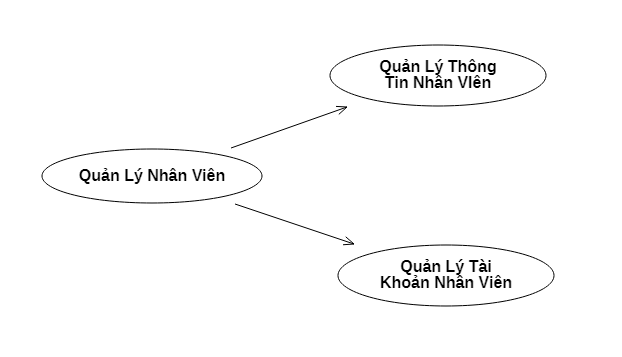 Quản Lý Thông
Tin Nhân VIên
Quản Lý Nhân Viên
Quản Lý Tài
Khoản Nhân Viên